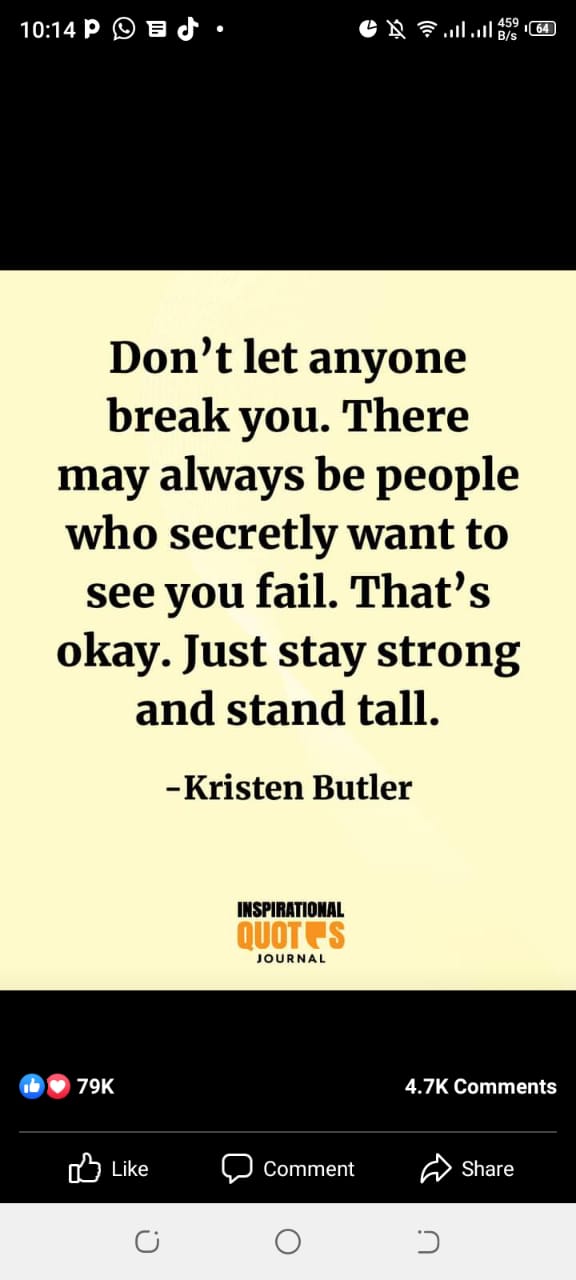 10:14
459
B/s
64
Don’t let anyone
break you. There
may always be people
who secretly want to
see you fail. That’s
okay. Just stay strong
and stand tall.
-Kristen Butler
INSPIRATIONAL
QUOTES
JOURNAL
79K
4.7K Comments
Like
Comment
Share